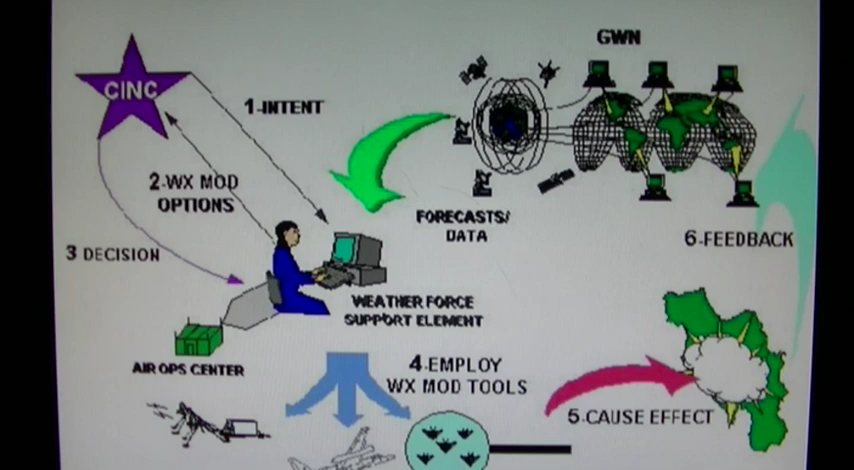 GWN
CINC
1-INTENT
2-WX MOD
OPTIONS
FORECASTS/
DATA
3 DECISION
6-FEEDBACK
WEATHER FORCE
SUPPORT ELEMENT
AIR OPS CENTER
4-EMPLOY
WX MOD TOOLS
5-CAUSE EFFECT